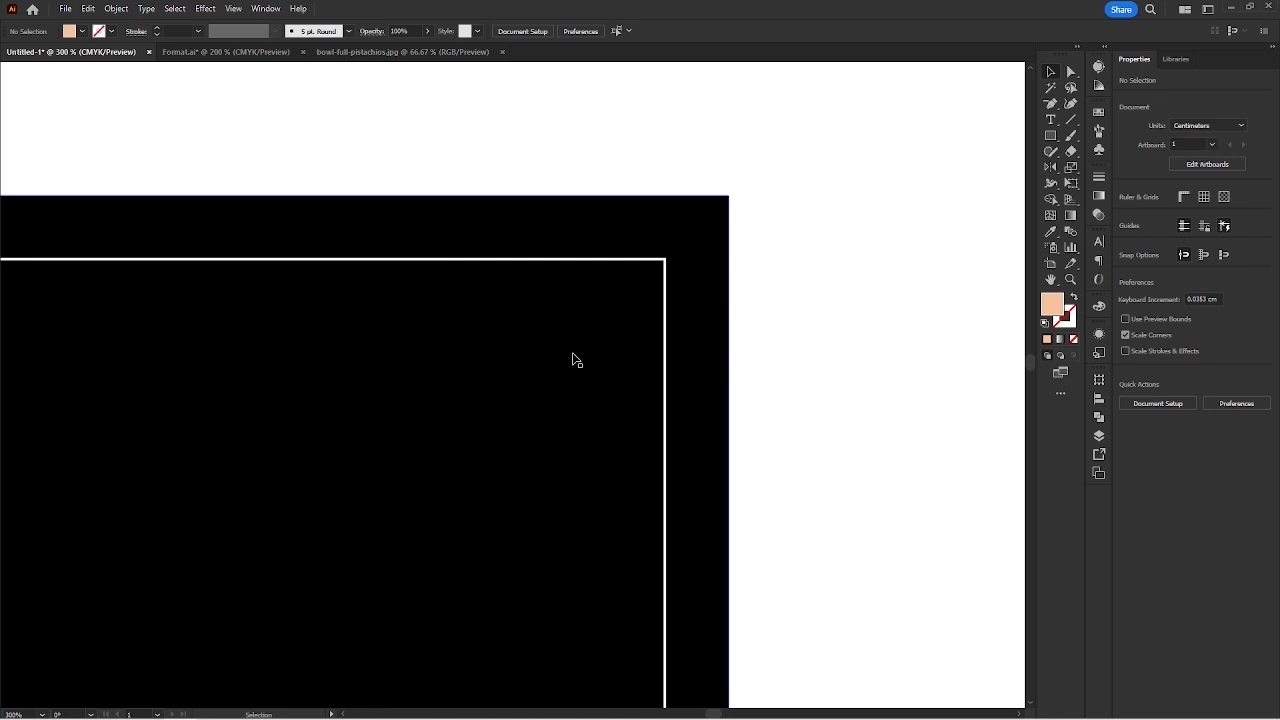 Ai File Edit Object Type Select Effect View Window Help Share
No Selection Stroke: 5 pt. Round Opacity: 100% Style: Document Setup Preferences
Untitled-1* @ 300 % (CMYK/Preview) × Format.ai* @ 200 % (CMYK/Preview) × bowl-full-pistachios.jpg @ 66.67 % (RGB/Preview) ×
Properties Libraries
No Selection
Document
Units: Centimeters
Artboard: 1
Edit Artboards
Ruler & Grids
Guides
Snap Options
Preferences
Keyboard Increment: 0.0353 cm
Use Preview Bounds
Scale Corners
Scale Strokes & Effects
Quick Actions
Document Setup Preferences
300% 0° 1 Selection